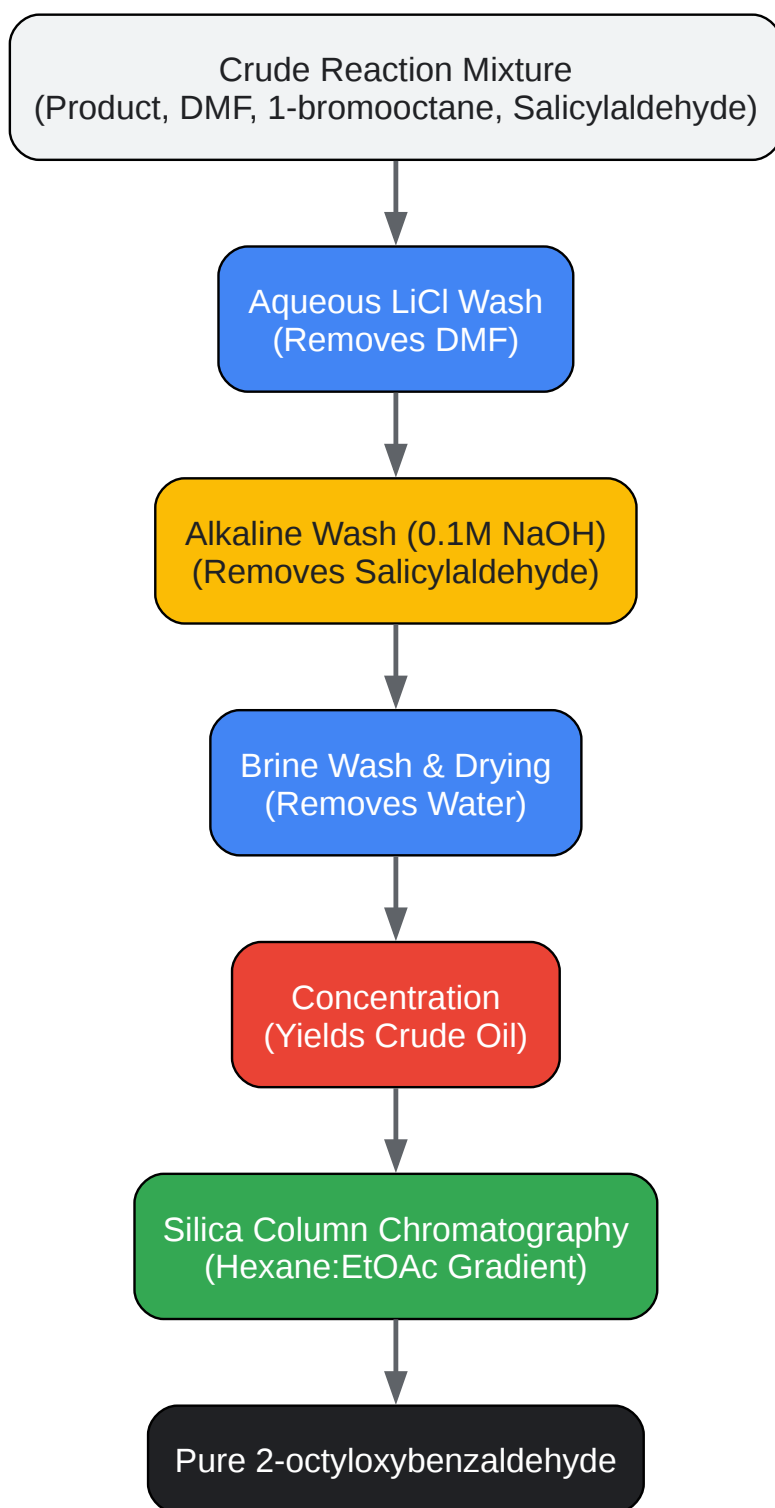 Crude Reaction Mixture
(Product, DMF, 1-bromooctane, Salicylaldehyde)
Aqueous LiCl Wash
(Removes DMF)
Alkaline Wash (0.1M NaOH)
(Removes Salicylaldehyde)
Brine Wash & Drying
(Removes Water)
Concentration
(Yields Crude Oil)
Silica Column Chromatography
(Hexane:EtOAc Gradient)
Pure 2-octyloxybenzaldehyde